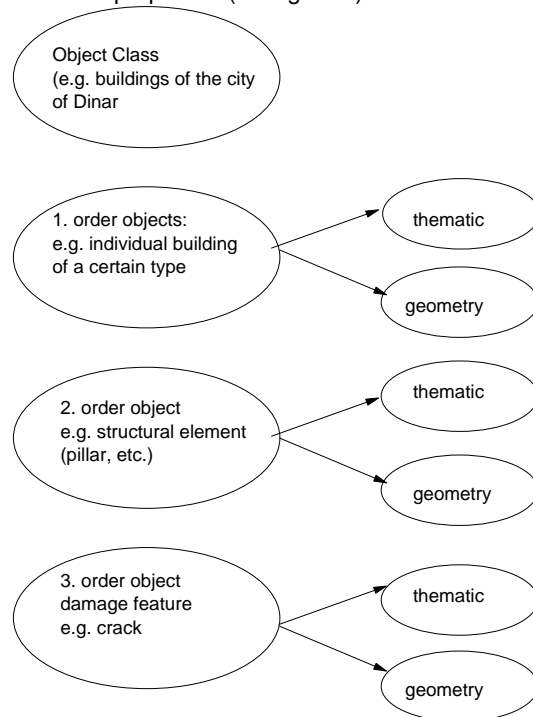 Object Class
(e.g. buildings of the city
of Dinar
1. order objects:
e.g. individual building
of a certain type
thematic
geometry
2. order object
e.g. structural element
(pillar, etc.)
thematic
geometry
3. order object
damage feature
e.g. crack
thematic
geometry